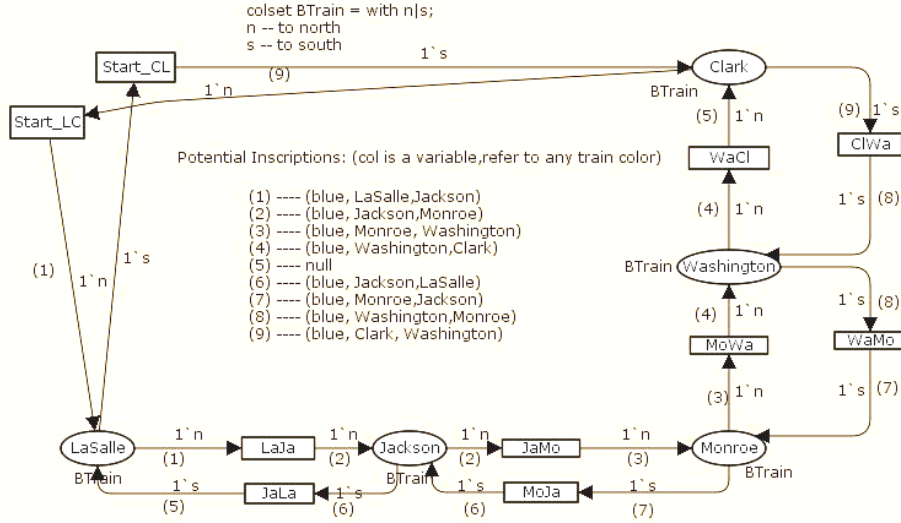 colset BTrain = with n|s;
n -- to north
s -- to south
Start_CL
1`s
(9)
Clark
1`n
BTrain
Start_LC
(5)
1`n
(9)
1`s
WaCl
ClWa
Potential Inscriptions: (col is a variable,refer to any train color)
(1) ---- (blue, LaSalle,Jackson)
(2) ---- (blue, Jackson,Monroe)
(3) ---- (blue, Monroe, Washington)
(4) ---- (blue, Washington,Clark)
(5) ---- null
(6) ---- (blue, Jackson,LaSalle)
(7) ---- (blue, Monroe,Jackson)
(8) ---- (blue, Washington,Monroe)
(9) ---- (blue, Clark, Washington)
1`s
(8)
(4)
1`n
(1)
1`n
1`s
BTrain
Washington
(4)
1`n
1`s
(8)
MoWa
WaMo
(3)
1`n
1`s
(7)
LaSalle
1`n
(1)
LaJa
1`n
(2)
Jackson
1`n
(2)
JaMo
1`n
(3)
Monroe
BTrain
BTrain
BTrain
1`s
(5)
JaLa
1`s
(6)
1`s
(6)
MoJa
1`s
(7)